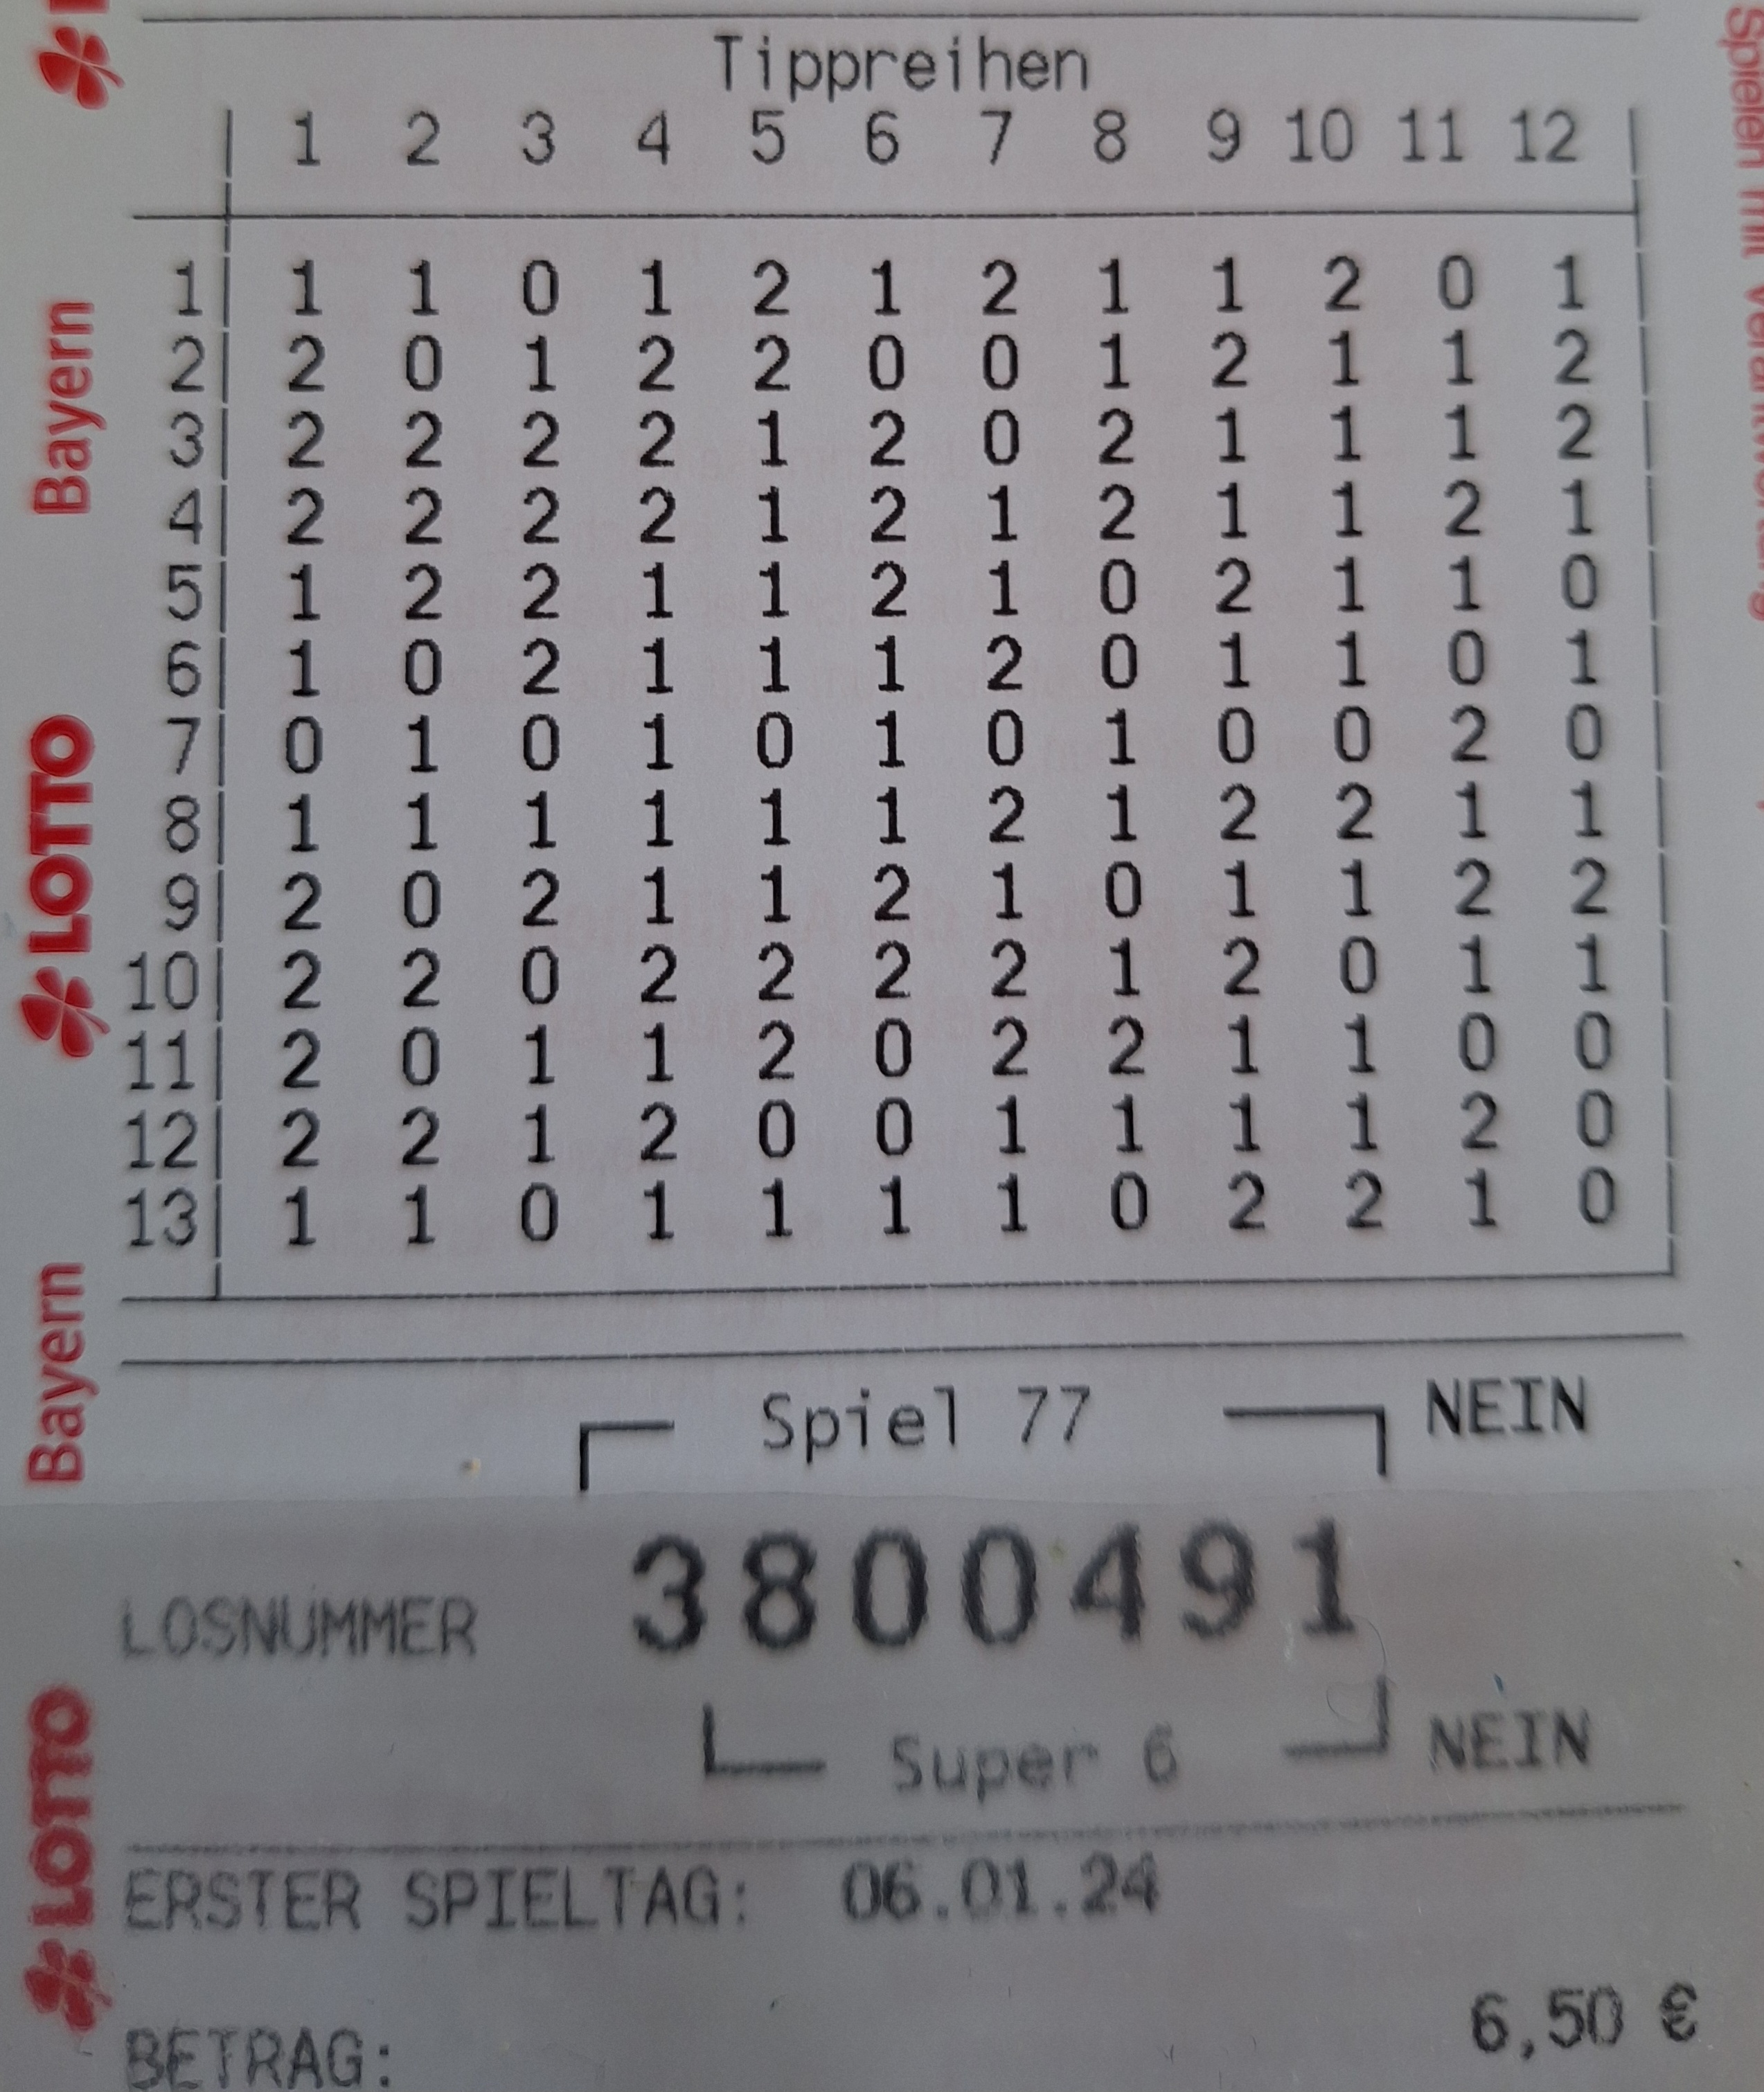 Tippreihen
1 2 3 4 5 6 7 8 9 10 11 12
1 1 1 0 1 2 1 2 1 1 2 0 1
2 2 0 1 2 2 0 0 1 2 1 1 2
3 2 2 2 2 1 2 0 2 1 1 1 2
4 2 2 2 2 1 2 1 2 1 1 2 1
5 1 2 2 1 1 2 1 0 2 1 1 0
6 1 0 2 1 1 1 2 0 1 1 0 1
7 0 1 0 1 0 1 0 1 0 0 2 0
8 1 1 1 1 1 1 2 1 2 2 1 1
9 2 0 2 1 1 2 1 0 1 1 2 2
10 2 2 0 2 2 2 2 1 2 0 1 1
11 2 0 1 1 2 0 2 2 1 1 0 0
12 2 2 1 2 0 0 1 1 1 1 2 0
13 1 1 0 1 1 1 1 0 2 2 1 0
Spiel 77 NEIN
LOSNUMMER 3800491
Super 6 NEIN
ERSTER SPIELTAG: 06.01.24
BETRAG: 6,50 €
LOTTO Bayern
LOTTO Bayern
Spielen mit Verantwortung